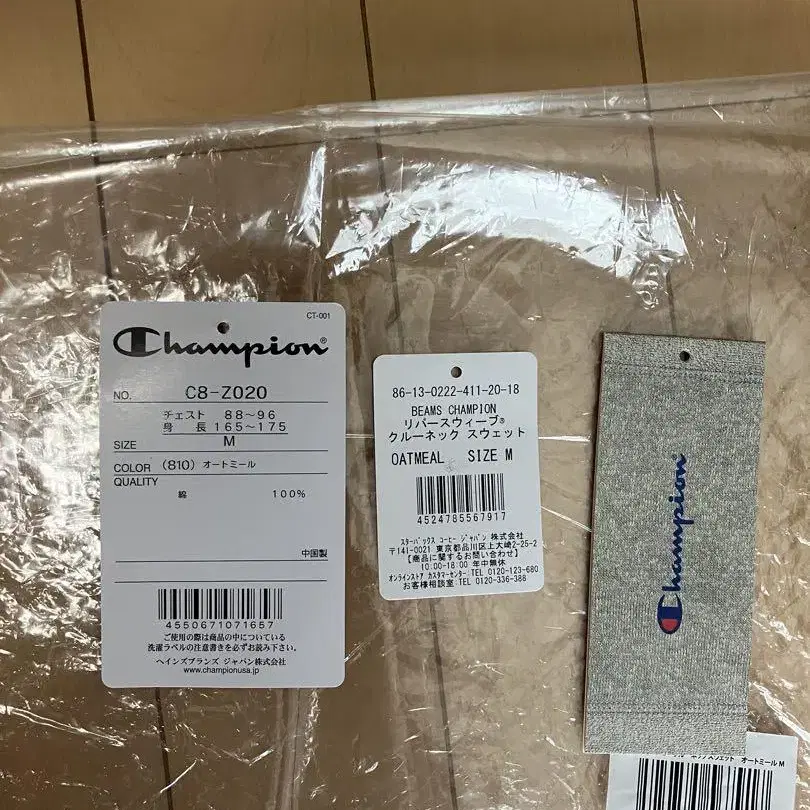 CT-001
Champion®
NO. C8-Z020
チェスト 88~96
身 長 165~175
SIZE M
COLOR (810) オートミール
QUALITY
綿 100%
中国製
4550671071657
ご使用の際は商品の中についている
洗濯ラベルの注意書きを必ずお読み下さい。
ヘインズブランズ ジャパン株式会社
www.championusa.jp
86-13-0222-411-20-18
BEAMS CHAMPION
リバースウィーブ®
クルーネック スウェット
OATMEAL SIZE M
4524785567917
スターバックス コーヒー ジャパン 株式会社
〒141-0021 東京都品川区上大崎2-25-2
【商品に関するお問い合わせ】
10:00-18:00 年中無休
オンラインストア カスタマーセンター:TEL 0120-123-680
お客様相談室:TEL 0120-336-388
Champion
スウェット オートミール M